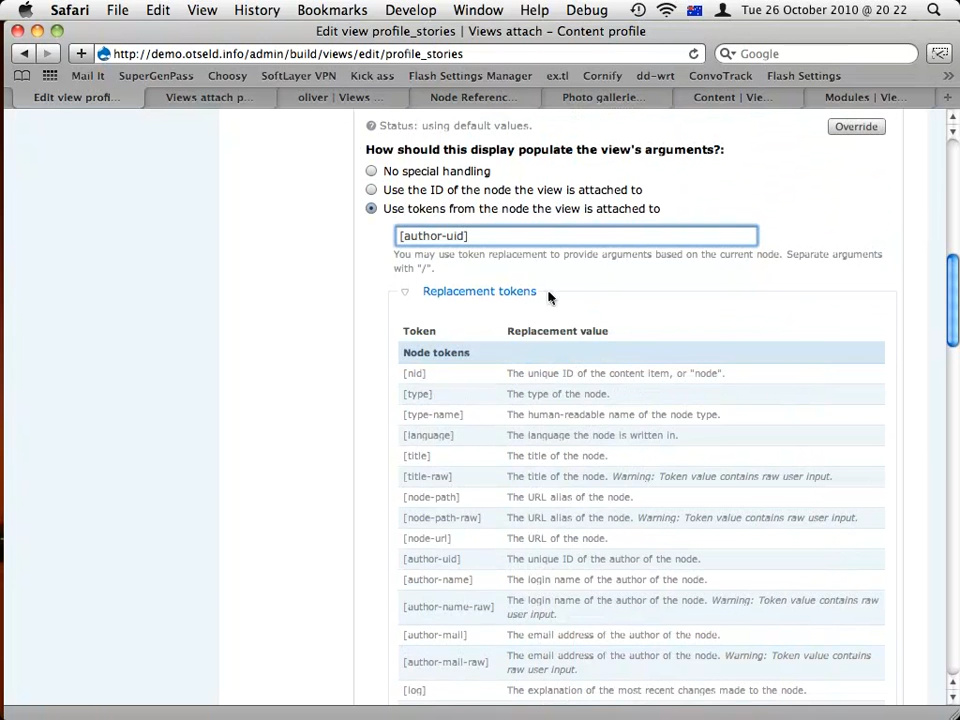 Safari File Edit View History Bookmarks Develop Window Help Debug Tue 26 October 2010 @ 20 22
Edit view profile_stories | Views attach – Content profile
http://demo.otseld.info/admin/build/views/edit/profile_stories Google
Mail It SuperGenPass Choosy SoftLayer VPN Kick ass Flash Settings Manager ex.tl Cornify dd-wrt ConvoTrack Flash Settings »
Edit view profi... Views attach p... oliver | Views ... Node Referenc... Photo gallerie... Content | Vie... Modules | Vie...
Status: using default values. Override
How should this display populate the view's arguments?:
No special handling
Use the ID of the node the view is attached to
Use tokens from the node the view is attached to
[author-uid]
You may use token replacement to provide arguments based on the current node. Separate arguments
with "/".
Replacement tokens
Token Replacement value
Node tokens
[nid] The unique ID of the content item, or "node".
[type] The type of the node.
[type-name] The human-readable name of the node type.
[language] The language the node is written in.
[title] The title of the node.
[title-raw] The title of the node. Warning: Token value contains raw user input.
[node-path] The URL alias of the node.
[node-path-raw] The URL alias of the node. Warning: Token value contains raw user input.
[node-url] The URL of the node.
[author-uid] The unique ID of the author of the node.
[author-name] The login name of the author of the node.
[author-name-raw] The login name of the author of the node. Warning: Token value contains raw
user input.
[author-mail] The email address of the author of the node.
[author-mail-raw] The email address of the author of the node. Warning: Token value contains raw
user input.
[log] The explanation of the most recent changes made to the node.